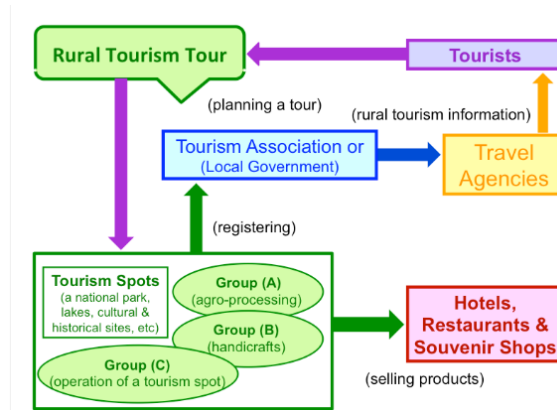 Rural Tourism Tour
Tourists
(planning a tour)
(rural tourism information)
Tourism Association or
(Local Government)
Travel
Agencies
(registering)
Tourism Spots
(a national park,
lakes, cultural &
historical sites, etc)
Group (A)
(agro-processing)
Group (B)
(handicrafts)
Group (C)
(operation of a tourism spot)
Hotels,
Restaurants &
Souvenir Shops
(selling products)